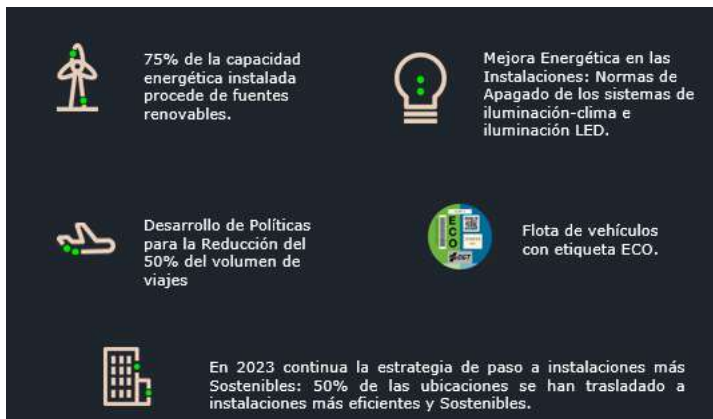 75% de la capacidad
energética instalada
procede de fuentes
renovables.
Mejora Energética en las
Instalaciones: Normas de
Apagado de los sistemas de
iluminación-clima e
iluminación LED.
Desarrollo de Políticas
para la Reducción del
50% del volumen de
viajes
ECO
DGT
Flota de vehículos
con etiqueta ECO.
En 2023 continua la estrategia de paso a instalaciones más
Sostenibles: 50% de las ubicaciones se han trasladado a
instalaciones más eficientes y Sostenibles.